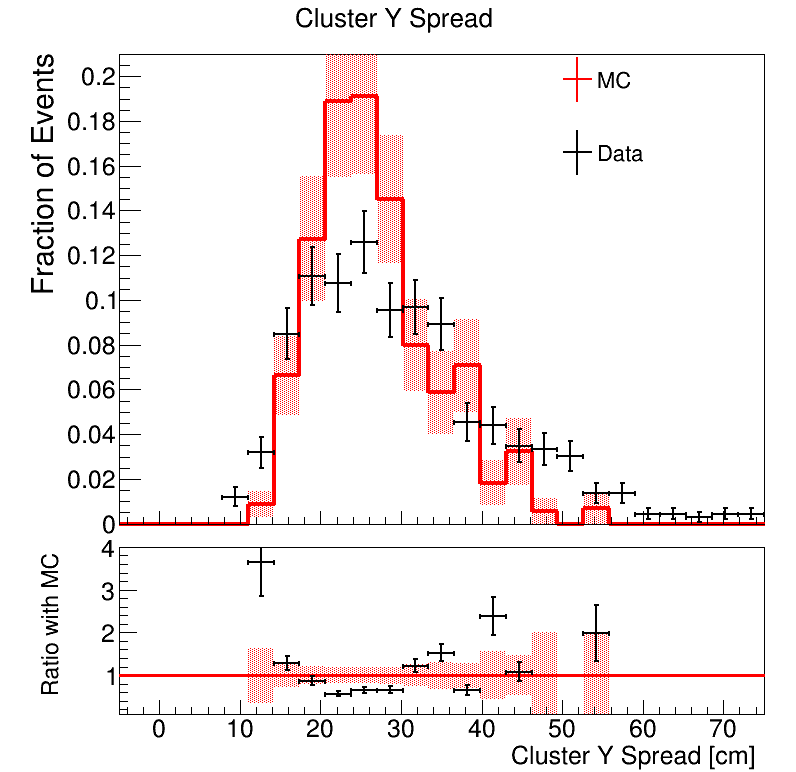 Cluster Y Spread
Fraction of Events
0.2
0.18
0.16
0.14
0.12
0.1
0.08
0.06
0.04
0.02
0
MC
Data
Ratio with MC
4
3
2
1
0 10 20 30 40 50 60 70
Cluster Y Spread [cm]